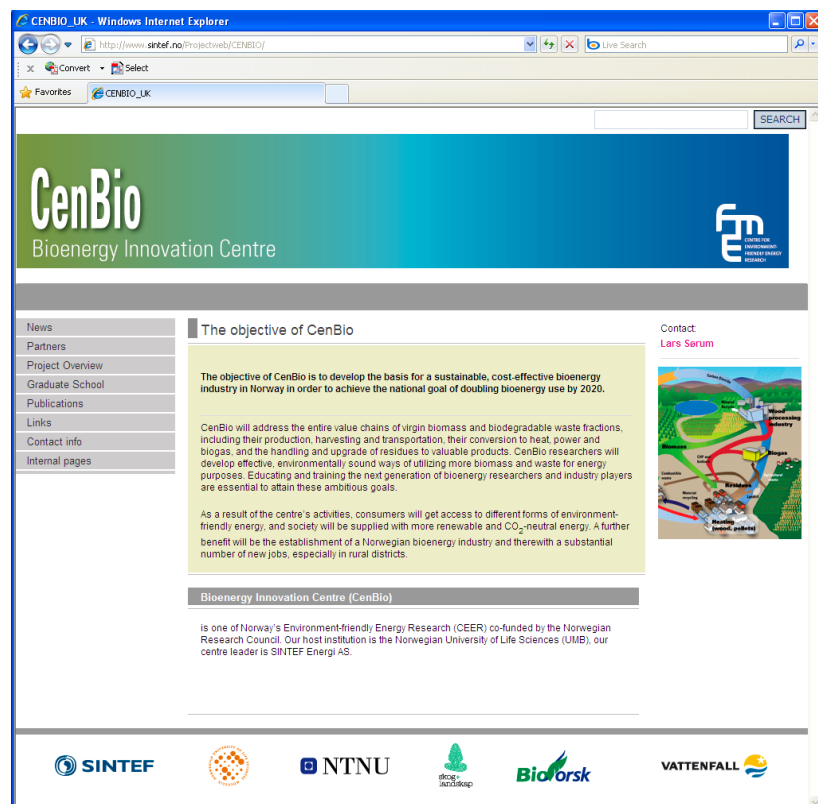 CENBIO_UK - Windows Internet Explorer
http://www.sintef.no/Projectweb/CENBIO/
Live Search
x Convert Select
Favorites CENBIO_UK
SEARCH
CenBio
Bioenergy Innovation Centre
FME
CENTRE FOR
ENVIRONMENT-
FRIENDLY ENERGY
RESEARCH
News
Partners
Project Overview
Graduate School
Publications
Links
Contact info
Internal pages
The objective of CenBio
The objective of CenBio is to develop the basis for a sustainable, cost-effective bioenergy
industry in Norway in order to achieve the national goal of doubling bioenergy use by 2020.
CenBio will address the entire value chains of virgin biomass and biodegradable waste fractions,
including their production, harvesting and transportation, their conversion to heat, power and
biogas, and the handling and upgrade of residues to valuable products. CenBio researchers will
develop effective, environmentally sound ways of utilizing more biomass and waste for energy
purposes. Educating and training the next generation of bioenergy researchers and industry players
are essential to attain these ambitious goals.
As a result of the centre's activities, consumers will get access to different forms of environment-
friendly energy, and society will be supplied with more renewable and CO2-neutral energy. A further
benefit will be the establishment of a Norwegian bioenergy industry and therewith a substantial
number of new jobs, especially in rural districts.
Bioenergy Innovation Centre (CenBio)
is one of Norway's Environment-friendly Energy Research (CEER) co-funded by the Norwegian
Research Council. Our host institution is the Norwegian University of Life Sciences (UMB), our
centre leader is SINTEF Energi AS.
Contact:
Lars Sørum
Wood
processing
industry
Biomass
Biogas
Residues
Heating
(wood, pellets)
SINTEF
NTNU
skog+
landskap
Bioforsk
VATTENFALL